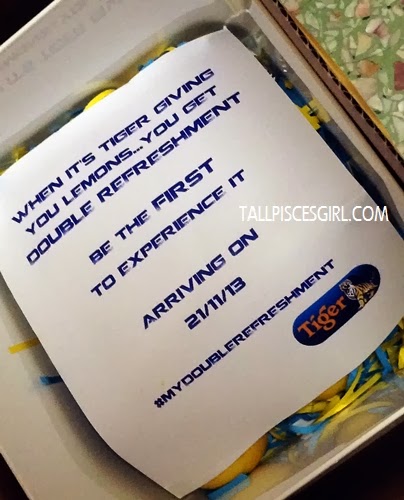 WHEN IT'S TIGER GIVING
YOU LEMONS...YOU GET
DOUBLE REFRESHMENT
BE THE FIRST
TO EXPERIENCE IT
TALLPISCESGIRL.COM
ARRIVING ON
21/11/13
#MYDOUBLEREFRESHMENT
Tiger